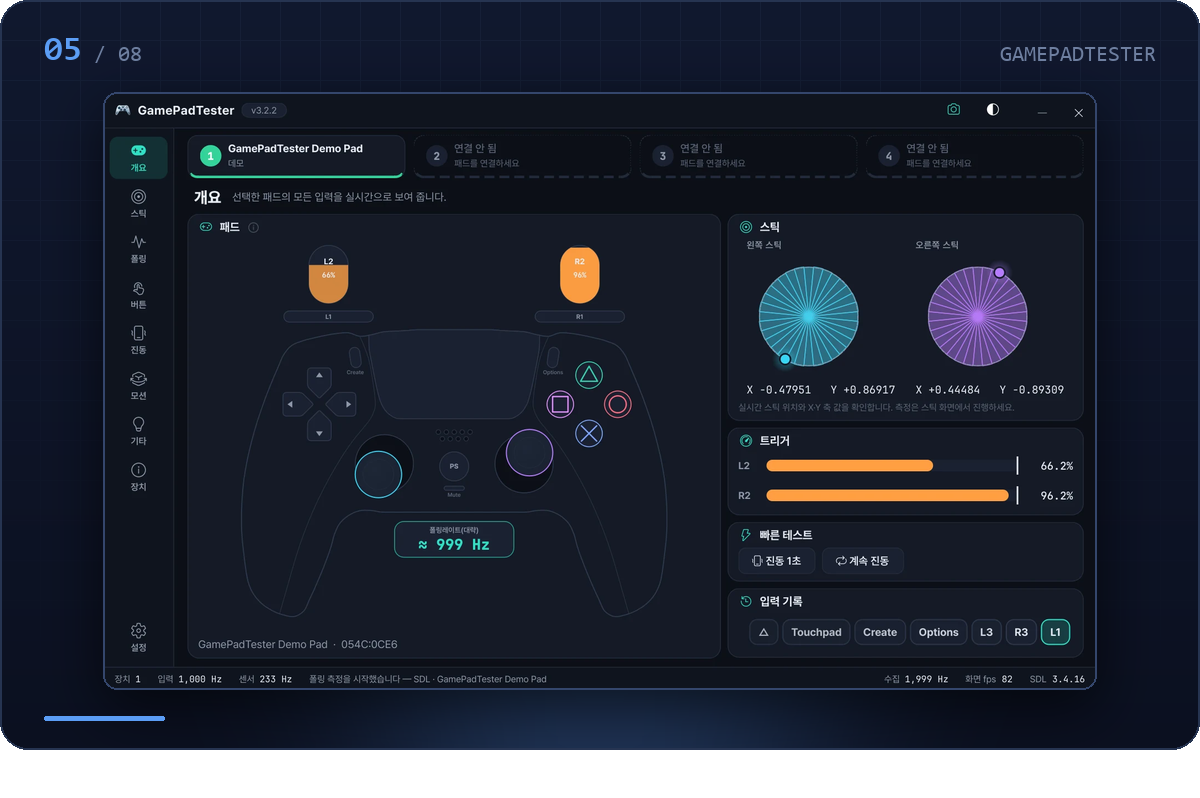 05 / 08
GAMEPADTESTER
GamePadTester v3.2.2
1 GamePadTester Demo Pad
데모
2 연결 안 됨
패드를 연결하세요
3 연결 안 됨
패드를 연결하세요
4 연결 안 됨
패드를 연결하세요
개요
스틱
폴링
버튼
진동
모션
기타
장치
설정
개요 선택한 패드의 모든 입력을 실시간으로 보여 줍니다.
패드
L2
66%
R2
96%
L1
R1
Create
Options
PS
Mute
폴링레이트(대략)
≈ 999 Hz
GamePadTester Demo Pad · 054C:0CE6
스틱
왼쪽 스틱
오른쪽 스틱
X -0.47951 Y +0.86917
X +0.44484 Y -0.89309
실시간 스틱 위치와 X·Y 축 값을 확인합니다. 측정은 스틱 화면에서 진행하세요.
트리거
L2 66.2%
R2 96.2%
빠른 테스트
진동 1초
계속 진동
입력 기록
△ Touchpad Create Options L3 R3 L1
장치 1 입력 1,000 Hz 센서 233 Hz 폴링 측정을 시작했습니다 — SDL · GamePadTester Demo Pad
수집 1,999 Hz 화면 fps 82 SDL 3.4.16